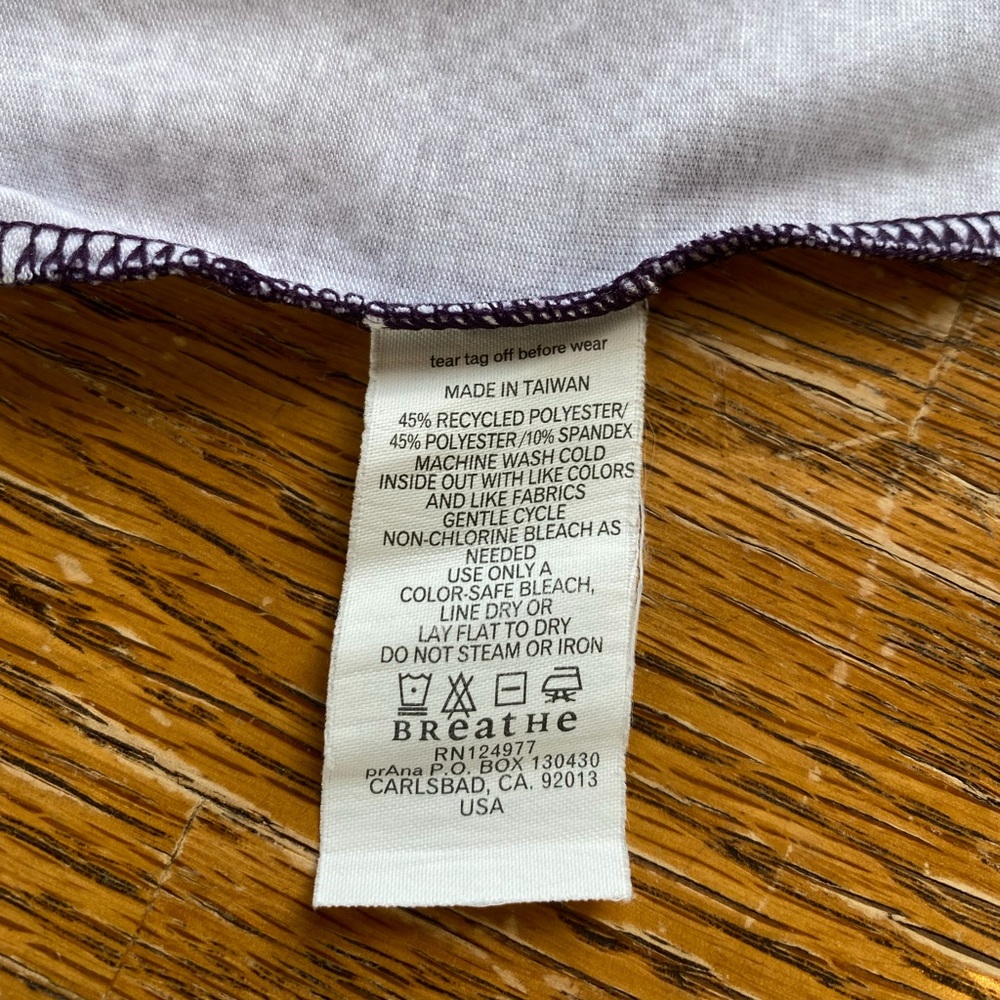 tear tag off before wear
MADE IN TAIWAN
45% RECYCLED POLYESTER/
45% POLYESTER/10% SPANDEX
MACHINE WASH COLD
INSIDE OUT WITH LIKE COLORS
AND LIKE FABRICS
GENTLE CYCLE
NON-CHLORINE BLEACH AS
NEEDED
USE ONLY A
COLOR-SAFE BLEACH,
LINE DRY OR
LAY FLAT TO DRY
DO NOT STEAM OR IRON
BReatHe
RN124977
prAna P.O. BOX 130430
CARLSBAD, CA. 92013
USA